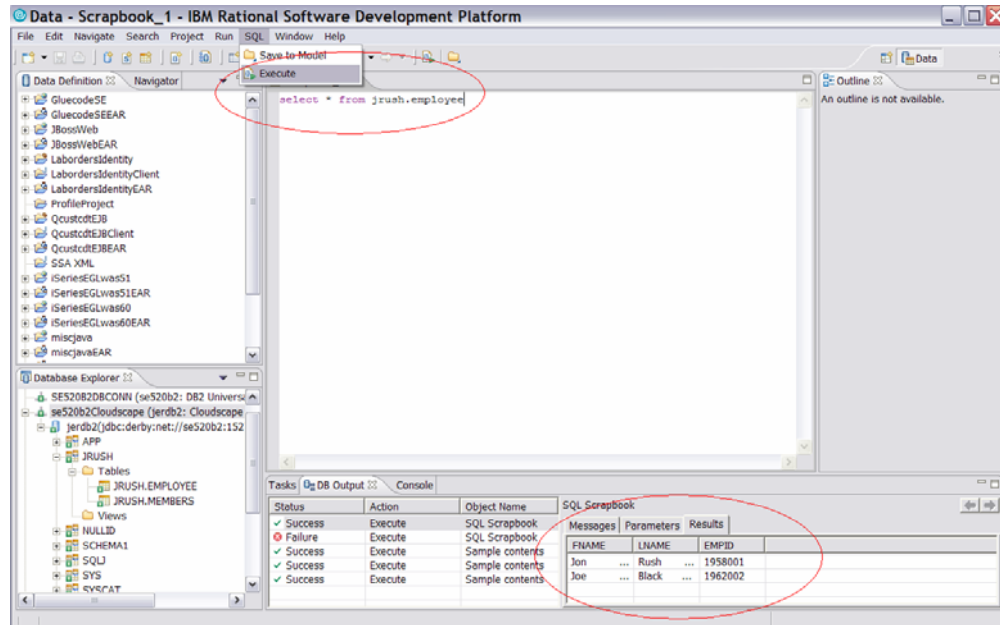 Data - Scrapbook_1 - IBM Rational Software Development Platform
File Edit Navigate Search Project Run SQL Window Help
Save to Model
Execute
Data
Data Definition Navigator
GluecodeSE
GluecodeSEEAR
JBossWeb
JBossWebEAR
LabordersIdentity
LabordersIdentityClient
LabordersIdentityEAR
ProfileProject
QcustcdtEJB
QcustcdtEJBClient
QcustcdtEJBEAR
SSA XML
iSeriesEGLwas51
iSeriesEGLwas51EAR
iSeriesEGLwas60
iSeriesEGLwas60EAR
miscjava
miscjavaEAR
select * from jrush.employee
Outline
An outline is not available.
Database Explorer
SE520B2DBCONN (se520b2: DB2 Univers
se520b2Cloudscape (jerdb2: Cloudscape
jerdb2(jdbc:derby:net://se520b2:152
APP
JRUSH
Tables
JRUSH.EMPLOYEE
JRUSH.MEMBERS
Views
NULLID
SCHEMA1
SQLJ
SYS
SYSCAT
Tasks DB Output Console
Status Action Object Name
Success Execute SQL Scrapbook
Failure Execute SQL Scrapbook
Success Execute Sample contents
Success Execute Sample contents
Success Execute Sample contents
SQL Scrapbook
Messages Parameters Results
FNAME LNAME EMPID
Jon ... Rush ... 1958001
Joe ... Black ... 1962002